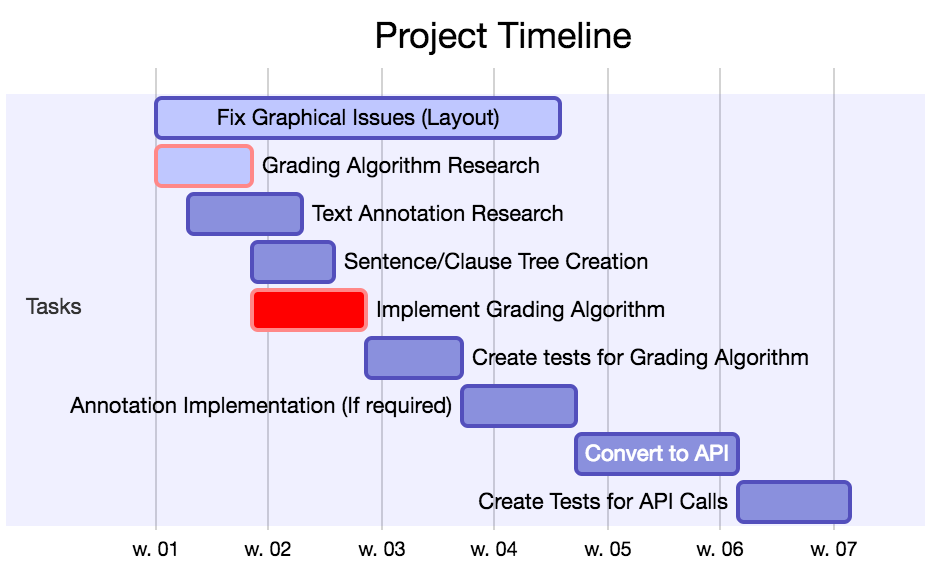 Project Timeline
Fix Graphical Issues (Layout)
Grading Algorithm Research
Text Annotation Research
Sentence/Clause Tree Creation
Tasks
Implement Grading Algorithm
Create tests for Grading Algorithm
Annotation Implementation (If required)
Convert to API
Create Tests for API Calls
w. 01 w. 02 w. 03 w. 04 w. 05 w. 06 w. 07